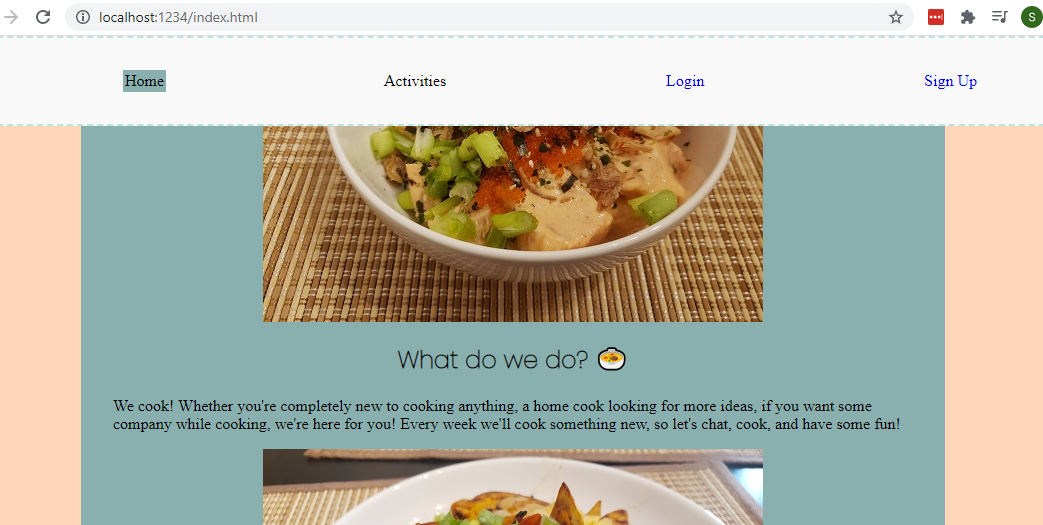 localhost:1234/index.html
S
Home Activities Login Sign Up
What do we do? 🍲
We cook! Whether you're completely new to cooking anything, a home cook looking for more ideas, if you want some
company while cooking, we're here for you! Every week we'll cook something new, so let's chat, cook, and have some fun!